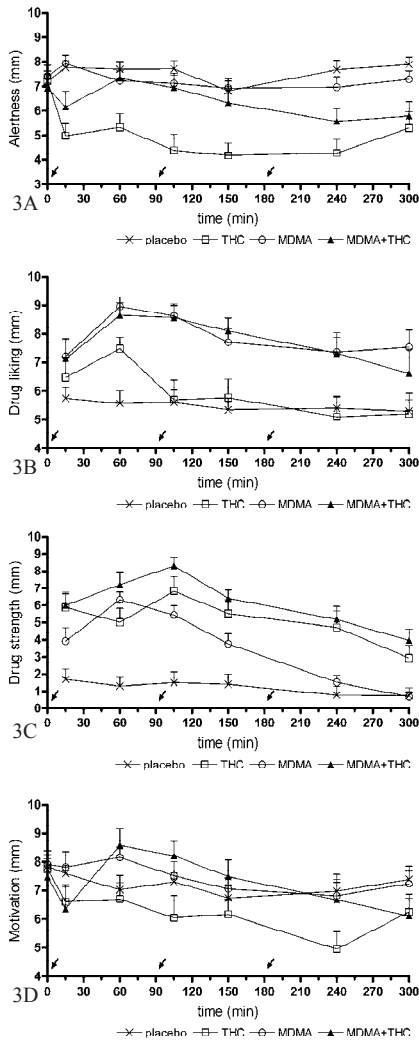 Alertness (mm)
9
8
7
6
5
4
3
0 30 60 90 120 150 180 210 240 270 300
3A
time (min)
placebo THC MDMA MDMA+THC
Drug liking (mm)
10
9
8
7
6
5
4
0 30 60 90 120 150 180 210 240 270 300
3B
time (min)
placebo THC MDMA MDMA+THC
Drug strength (mm)
10
9
8
7
6
5
4
3
2
1
0
0 30 60 90 120 150 180 210 240 270 300
3C
time (min)
placebo THC MDMA MDMA+THC
Motivation (mm)
10
9
8
7
6
5
4
0 30 60 90 120 150 180 210 240 270 300
3D
time (min)
placebo THC MDMA MDMA+THC